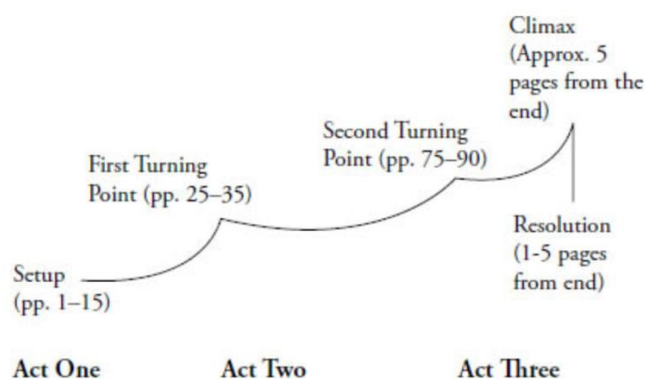 Climax
(Approx. 5
pages from the
end)
Second Turning
Point (pp. 75–90)
First Turning
Point (pp. 25–35)
Resolution
(1-5 pages
from end)
Setup
(pp. 1–15)
Act One
Act Two
Act Three